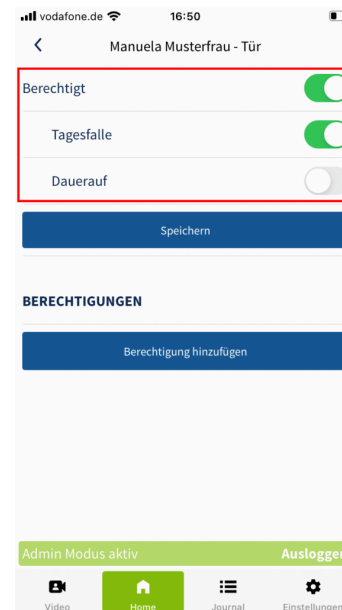 vodafone.de 16:50
Manuela Musterfrau - Tür
Berechtigt
Tagesfalle
Dauerauf
Speichern
BERECHTIGUNGEN
Berechtigung hinzufügen
Admin Modus aktiv Ausloggen
Video Home Journal Einstellungen